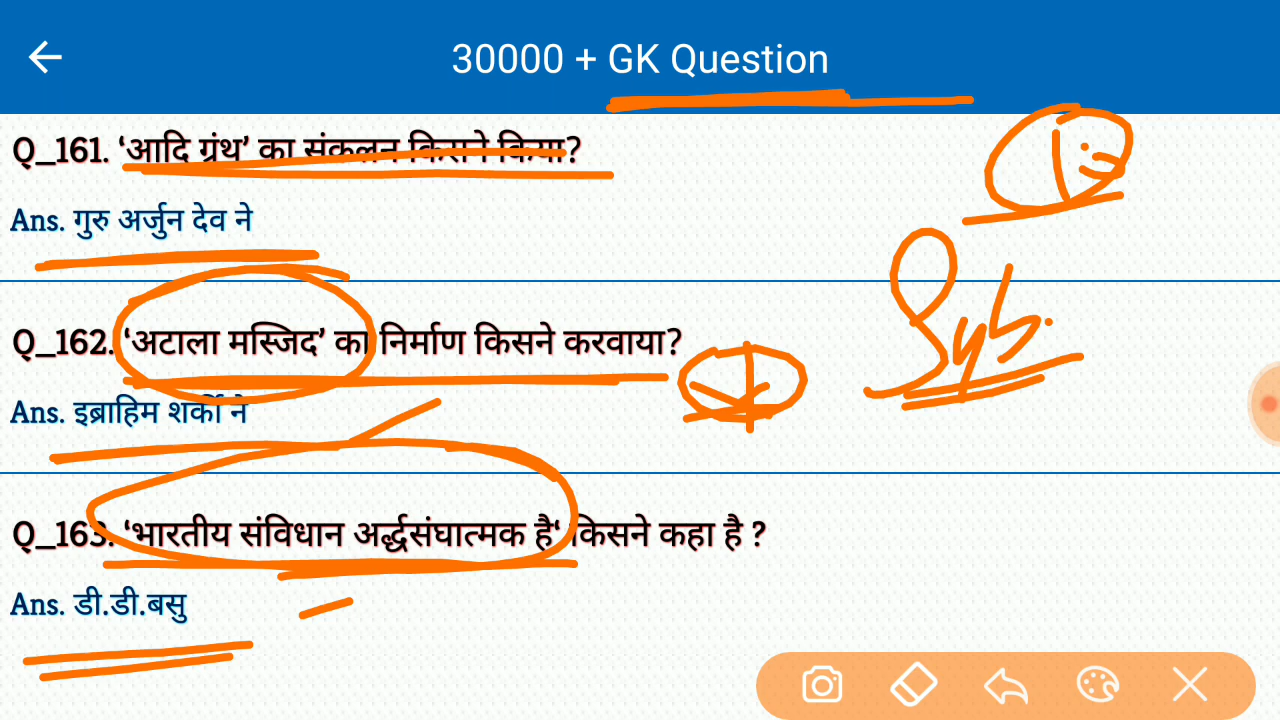 30000 + GK Question
Q_161. ‘आदि ग्रंथ’ का संकलन किसने किया?
Ans. गुरु अर्जुन देव ने
Q_162. ‘अटाला मस्जिद’ का निर्माण किसने करवाया?
Ans. इब्राहिम शर्की ने
Q_163. ‘भारतीय संविधान अर्द्धसंघात्मक है‘ किसने कहा है ?
Ans. डी.डी.बसु